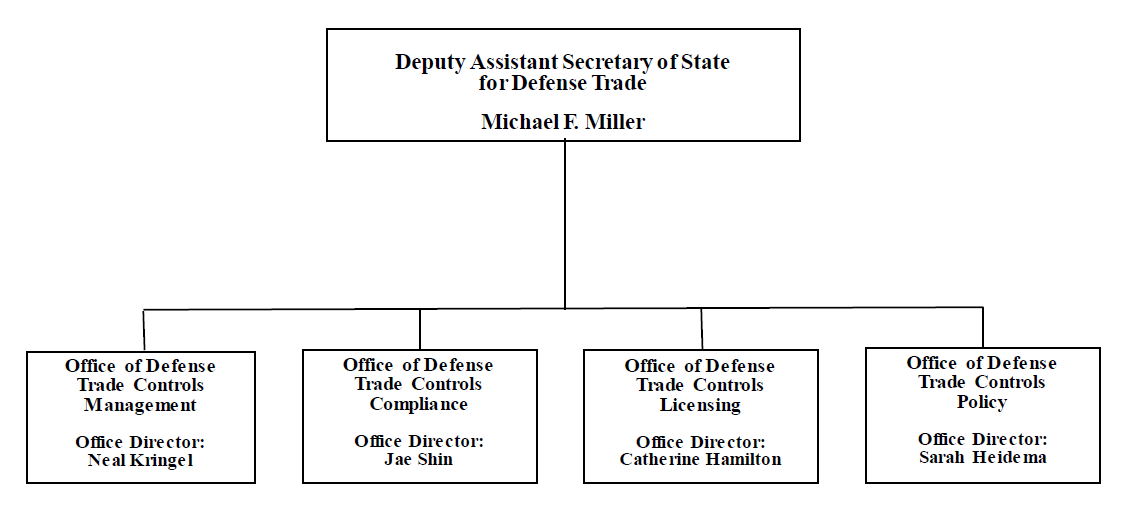 Deputy Assistant Secretary of State
for Defense Trade
Michael F. Miller
Office of Defense
Trade Controls
Management
Office Director:
Neal Kringel
Office of Defense
Trade Controls
Compliance
Office Director:
Jae Shin
Office of Defense
Trade Controls
Licensing
Office Director:
Catherine Hamilton
Office of Defense
Trade Controls
Policy
Office Director:
Sarah Heidema